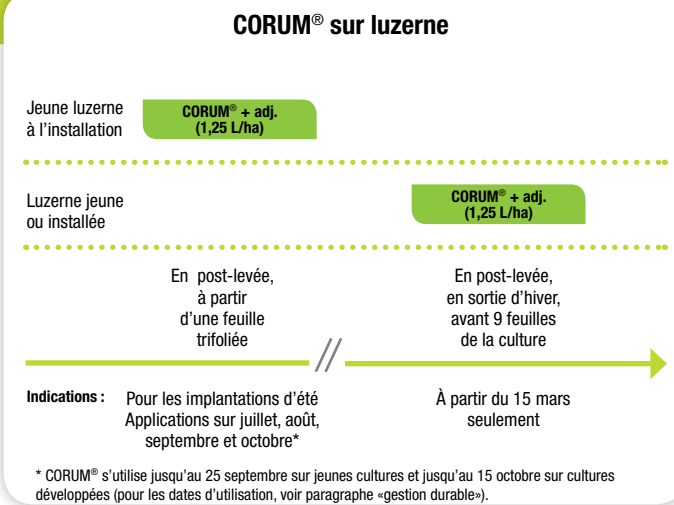 CORUM® sur luzerne
Jeune luzerne
à l'installation
CORUM® + adj.
(1,25 L/ha)
Luzerne jeune
ou installée
CORUM® + adj.
(1,25 L/ha)
En post-levée,
à partir
d'une feuille
trifoliée
En post-levée,
en sortie d'hiver,
avant 9 feuilles
de la culture
Indications :
Pour les implantations d'été
Applications sur juillet, août,
septembre et octobre*
À partir du 15 mars
seulement
* CORUM® s'utilise jusqu'au 25 septembre sur jeunes cultures et jusqu'au 15 octobre sur cultures
développées (pour les dates d'utilisation, voir paragraphe «gestion durable»).